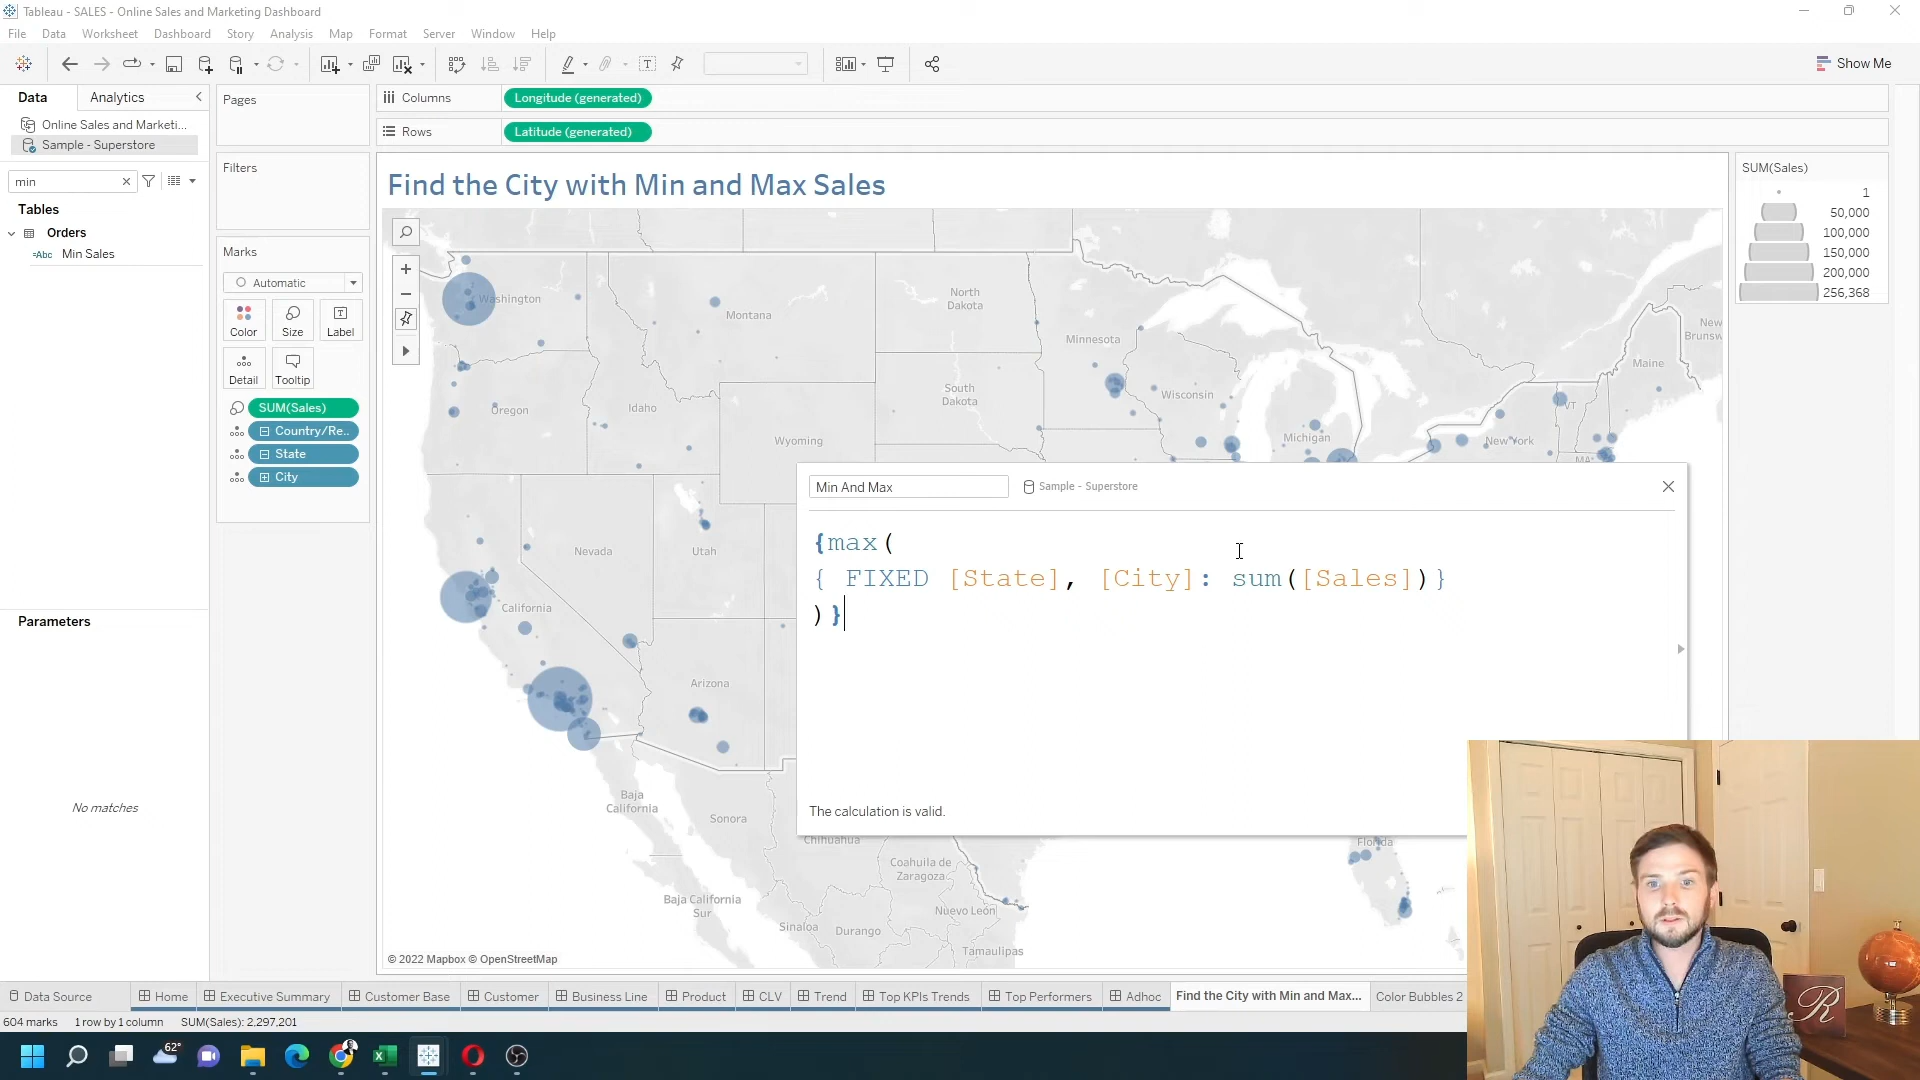 Tableau - SALES - Online Sales and Marketing Dashboard
File Data Worksheet Dashboard Story Analysis Map Format Server Window Help
Show Me
Data Analytics
Online Sales and Marketi...
Sample - Superstore
min
Tables
Orders
=Abc Min Sales
Parameters
No matches
Pages
Filters
Marks
Automatic
Color Size Label
Detail Tooltip
SUM(Sales)
Country/Re..
State
City
Columns Longitude (generated)
Rows Latitude (generated)
Find the City with Min and Max Sales
Washington
Montana
North
Dakota
Minnesota
New
Brunsw
Maine
Oregon
Idaho
South
Dakota
Wisconsin
VT
Wyoming
Michigan
New York
MA
Nevada
Utah
California
Arizona
Baja
California
Sonora
Chihuahua
Coahuila de
Zaragoza
Baja California
Sur
Sinaloa
Durango
Nuevo León
Tamaulipas
Florida
© 2022 Mapbox © OpenStreetMap
Min And Max
Sample - Superstore
{max(
{ FIXED [State], [City]: sum([Sales])}
)}
The calculation is valid.
SUM(Sales)
1
50,000
100,000
150,000
200,000
256,368
Data Source Home Executive Summary Customer Base Customer Business Line Product CLV Trend Top KPIs Trends Top Performers Adhoc Find the City with Min and Max... Color Bubbles 2
604 marks 1 row by 1 column SUM(Sales): 2,297,201
62°
R